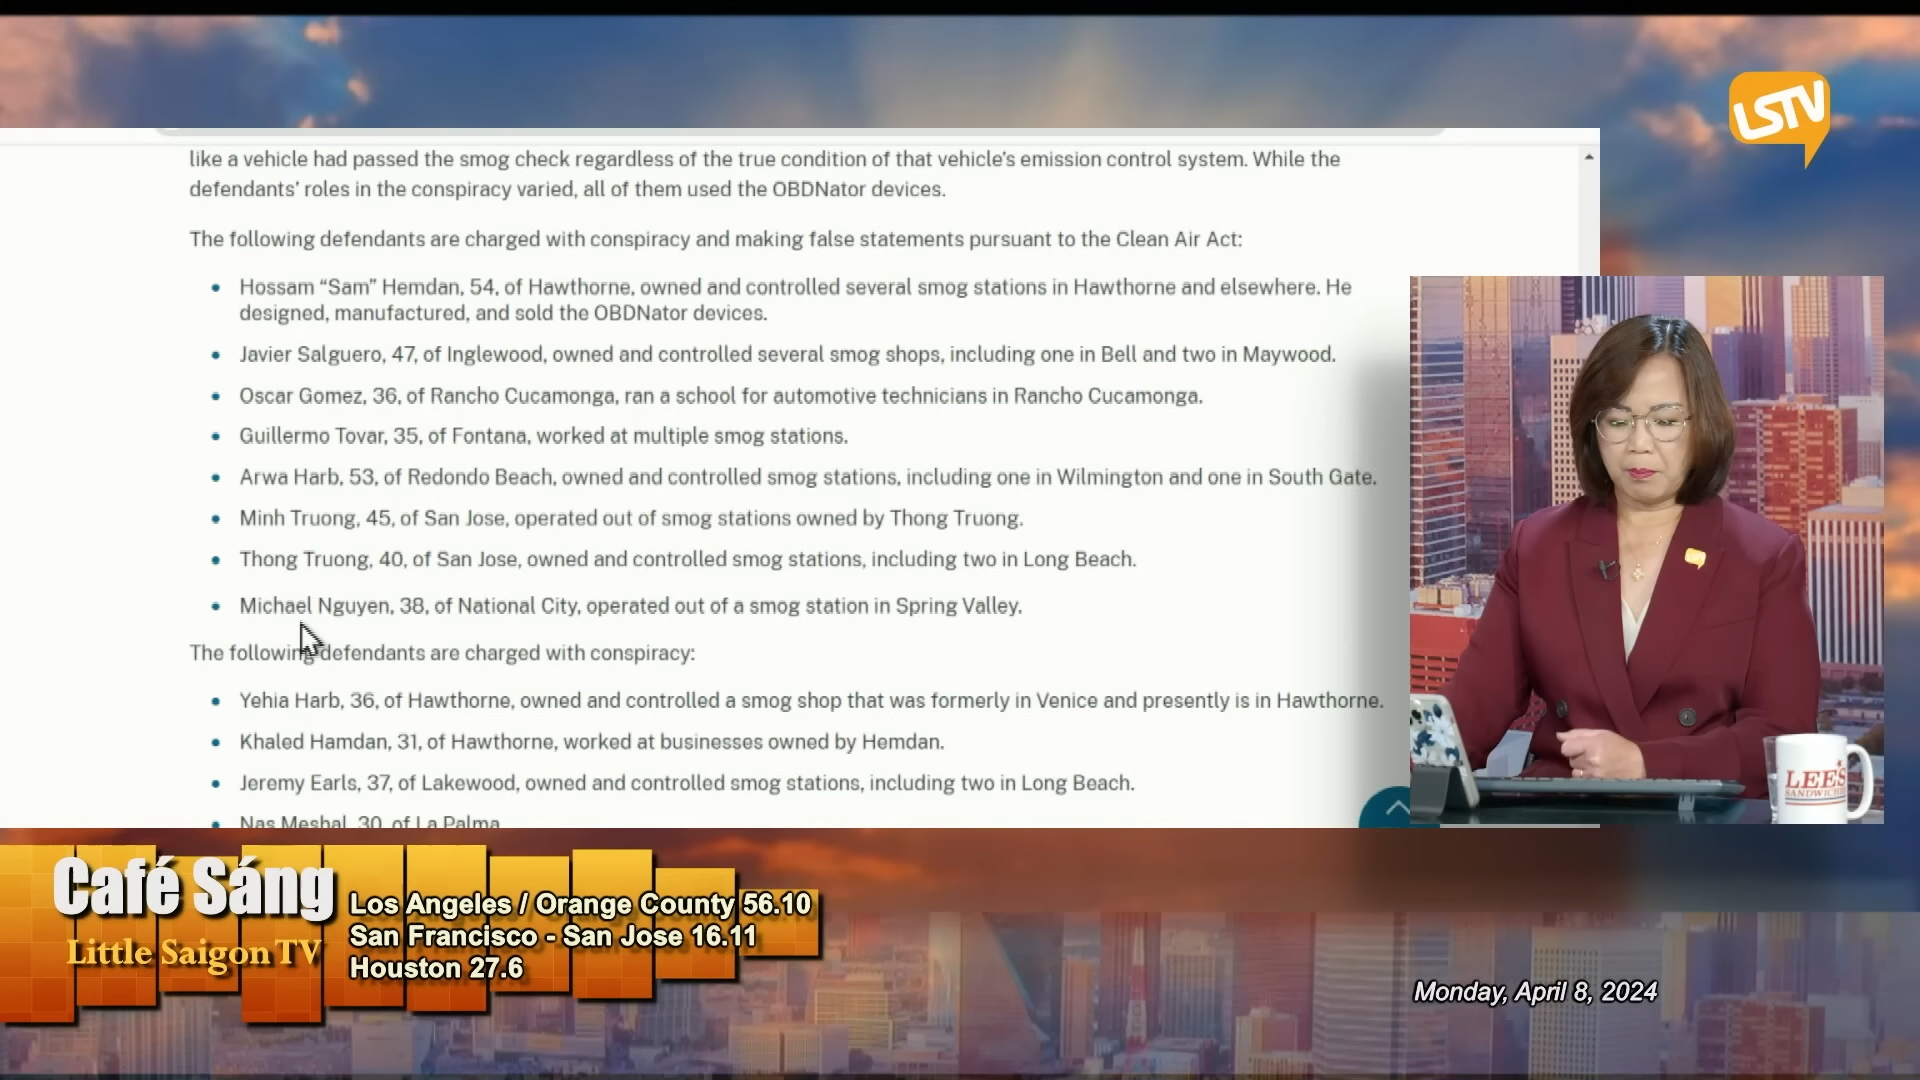 LSTV
like a vehicle had passed the smog check regardless of the true condition of that vehicle's emission control system. While the
defendants' roles in the conspiracy varied, all of them used the OBDNator devices.
The following defendants are charged with conspiracy and making false statements pursuant to the Clean Air Act:
Hossam “Sam” Hemdan, 54, of Hawthorne, owned and controlled several smog stations in Hawthorne and elsewhere. He
designed, manufactured, and sold the OBDNator devices.
Javier Salguero, 47, of Inglewood, owned and controlled several smog shops, including one in Bell and two in Maywood.
Oscar Gomez, 36, of Rancho Cucamonga, ran a school for automotive technicians in Rancho Cucamonga.
Guillermo Tovar, 35, of Fontana, worked at multiple smog stations.
Arwa Harb, 53, of Redondo Beach, owned and controlled smog stations, including one in Wilmington and one in South Gate.
Minh Truong, 45, of San Jose, operated out of smog stations owned by Thong Truong.
Thong Truong, 40, of San Jose, owned and controlled smog stations, including two in Long Beach.
Michael Nguyen, 38, of National City, operated out of a smog station in Spring Valley.
The following defendants are charged with conspiracy:
Yehia Harb, 36, of Hawthorne, owned and controlled a smog shop that was formerly in Venice and presently is in Hawthorne.
Khaled Hamdan, 31, of Hawthorne, worked at businesses owned by Hemdan.
Jeremy Earls, 37, of Lakewood, owned and controlled smog stations, including two in Long Beach.
Nas Meshal, 30, of La Palma
LEE'S
SANDWICHES
Café Sáng
Little Saigon TV
Los Angeles / Orange County 56.10
San Francisco - San Jose 16.11
Houston 27.6
Monday, April 8, 2024